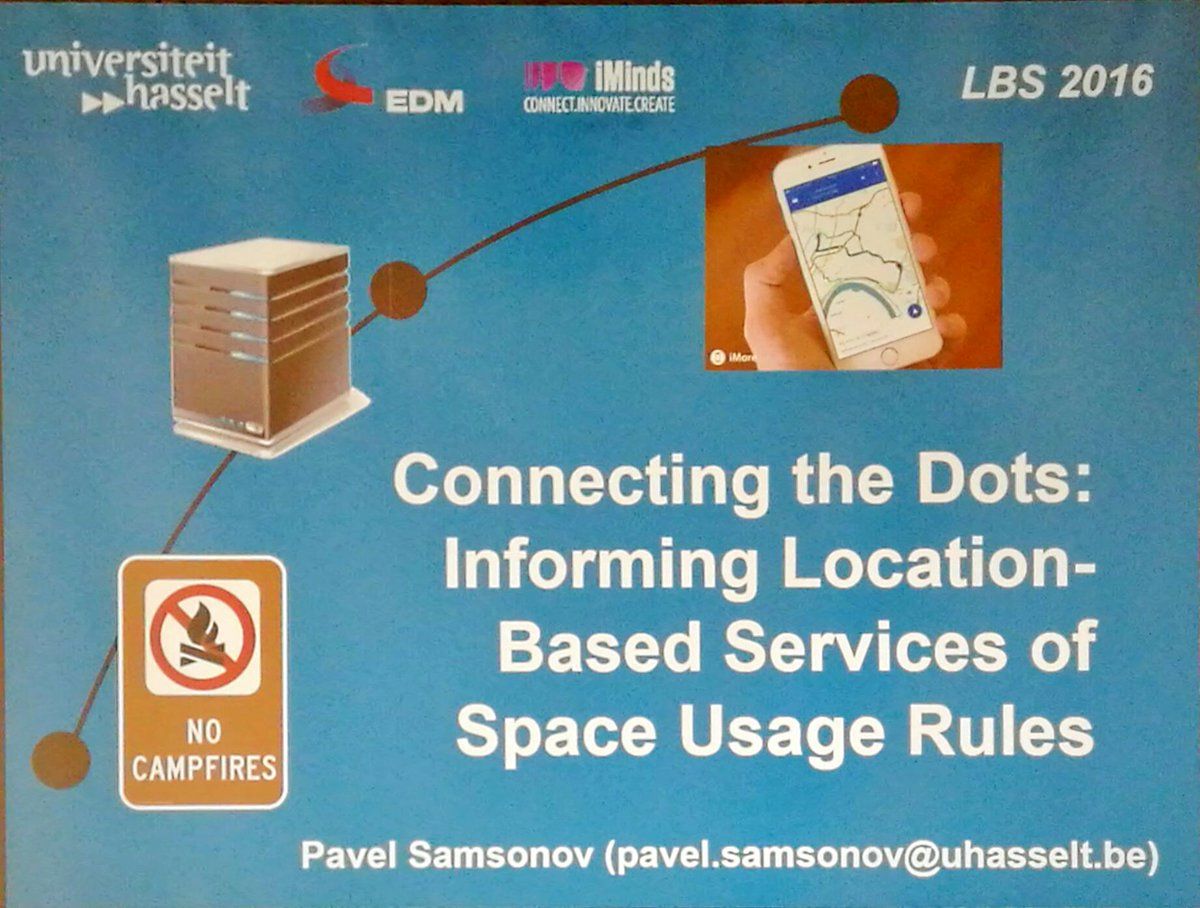 universiteit
hasselt
EDM
iMinds
CONNECT.INNOVATE.CREATE
LBS 2016
iMore
Connecting the Dots:
Informing Location-
Based Services of
Space Usage Rules
NO
CAMPFIRES
Pavel Samsonov (pavel.samsonov@uhasselt.be)